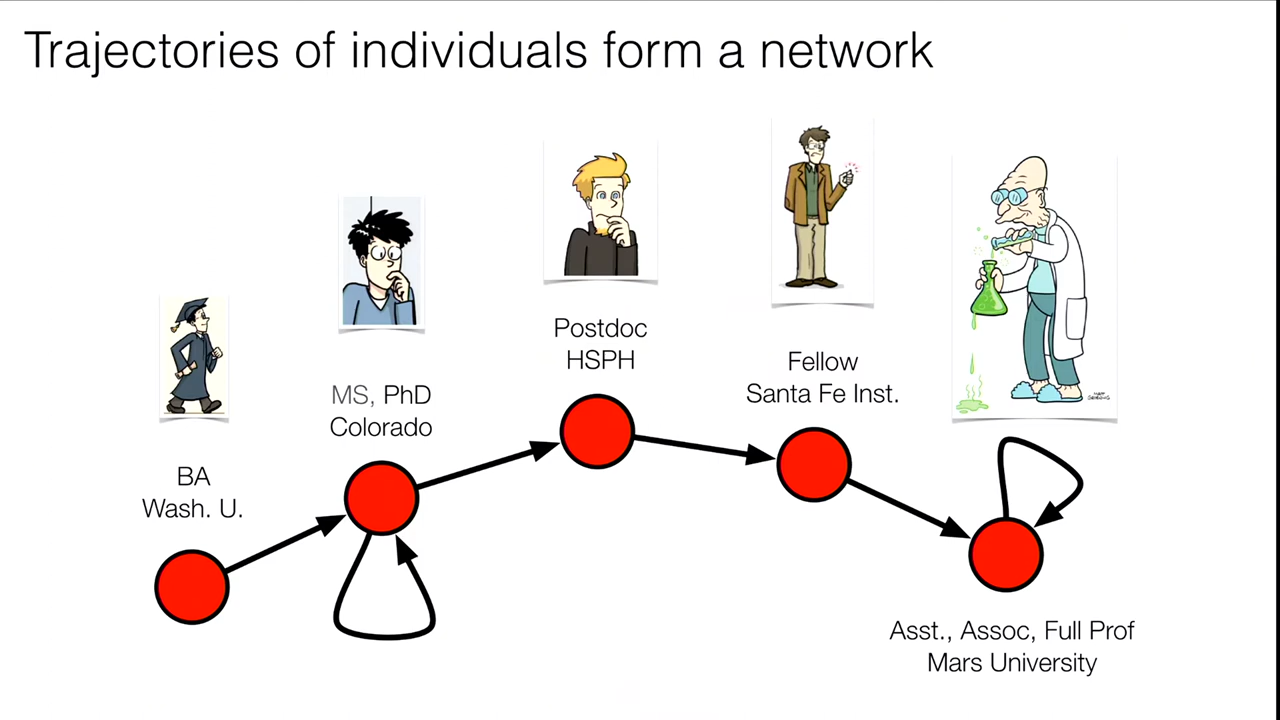 Trajectories of individuals form a network
BA
Wash. U.
MS, PhD
Colorado
Postdoc
HSPH
Fellow
Santa Fe Inst.
Asst., Assoc, Full Prof
Mars University